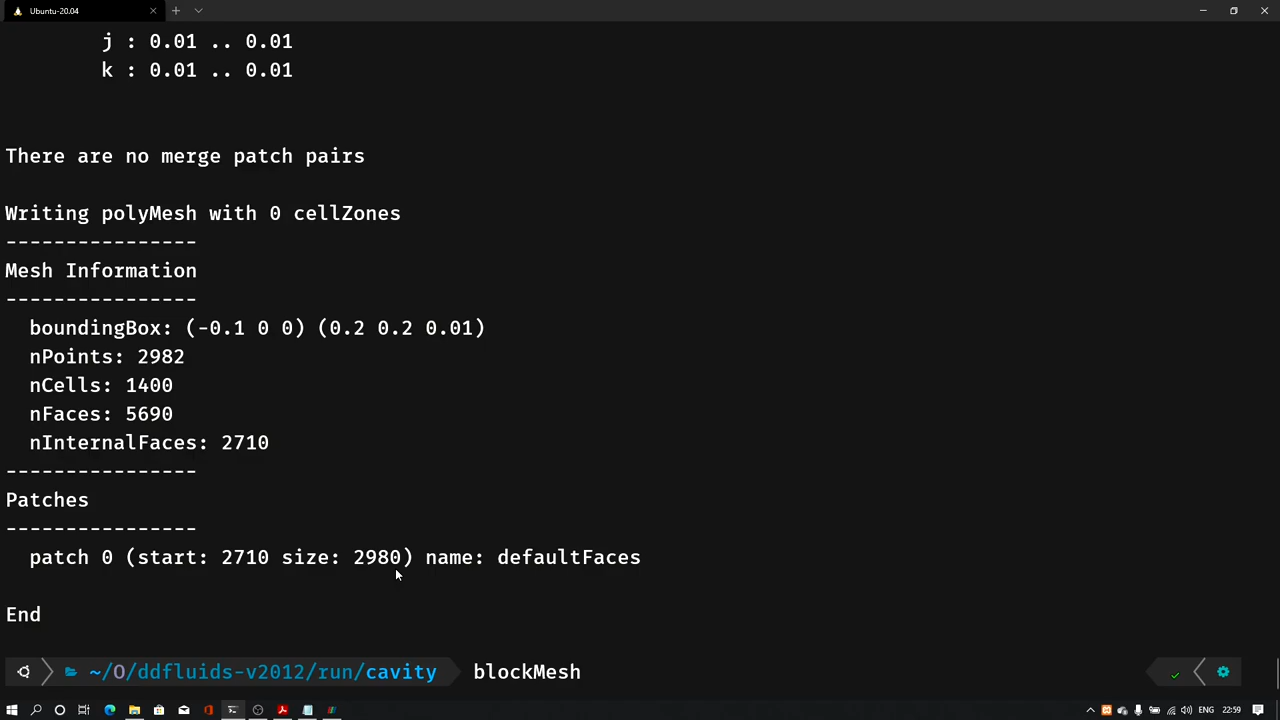 Ubuntu-20.04
j : 0.01 .. 0.01
k : 0.01 .. 0.01
There are no merge patch pairs
Writing polyMesh with 0 cellZones
----------------
Mesh Information
----------------
boundingBox: (-0.1 0 0) (0.2 0.2 0.01)
nPoints: 2982
nCells: 1400
nFaces: 5690
nInternalFaces: 2710
----------------
Patches
----------------
patch 0 (start: 2710 size: 2980) name: defaultFaces
End
~/O/ddfluids-v2012/run/cavity blockMesh
ENG 22:59